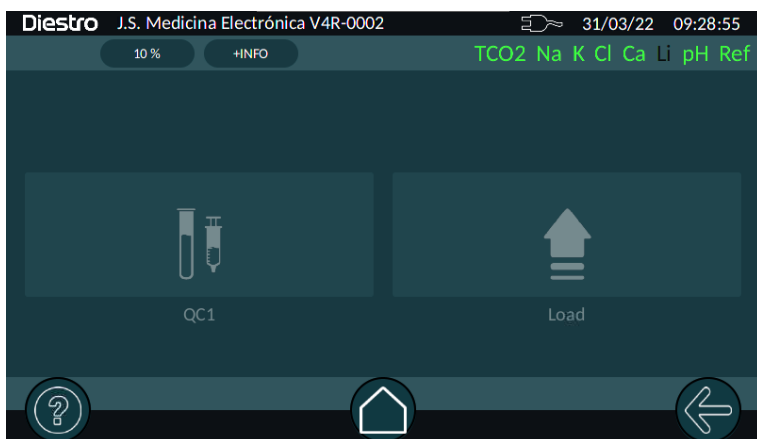 Diestro J.S. Medicina Electrónica V4R-0002 31/03/22 09:28:55
10 % +INFO TCO2 Na K Cl Ca Li pH Ref
QC1 Load
?